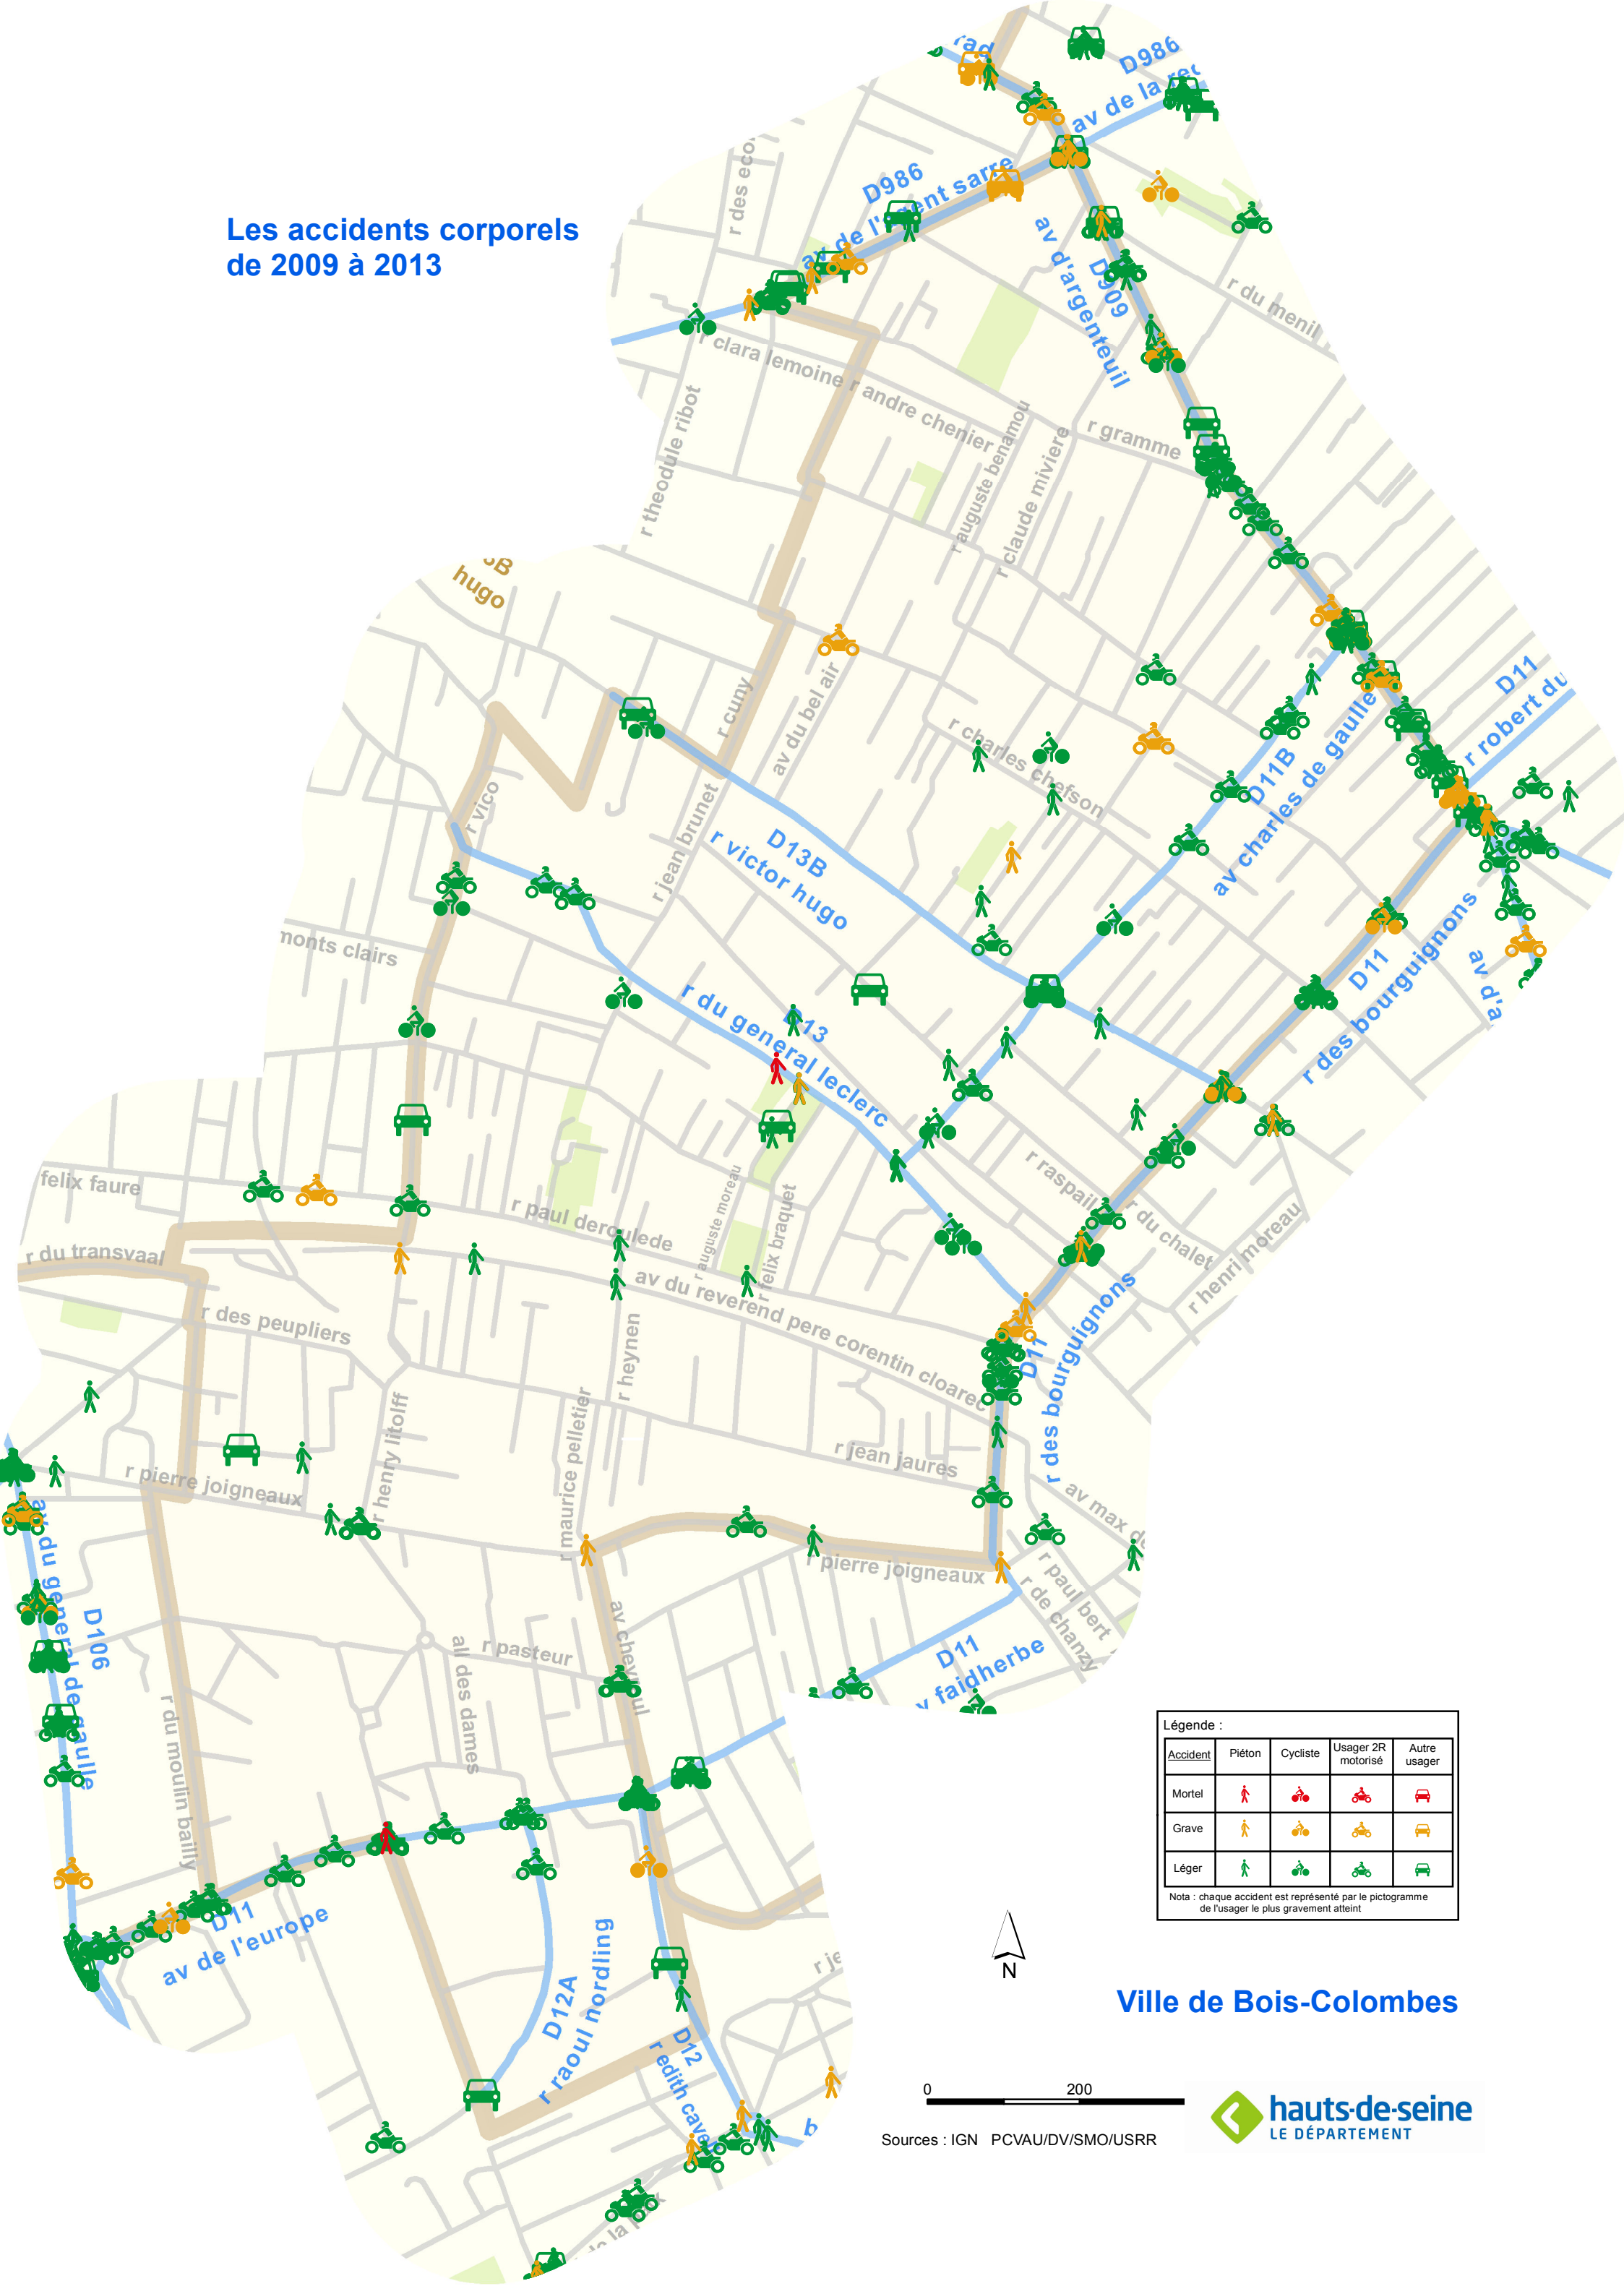 rad
D986
av de la rec
D986
av de l'agent sarre
r des eco
Les accidents corporels
de 2009 à 2013
av d'argenteuil
D909
r du menil
r clara lemoine
r andre chenier
r theodule ribot
r auguste benamou
r claude miviere
r gramme
3B
hugo
D11
r robert du
r cuny
av du bel air
r charles chefson
D11B
av charles de gaulle
r vico
r jean brunet
D13B
r victor hugo
monts clairs
D11
r des bourguignons
av d'a
D13
r du general leclerc
felix faure
r paul deroulede
r auguste moreau
r felix braquet
r raspail
r du chalet
r henri moreau
r du transvaal
av du reverend pere corentin cloarec
r des peupliers
r heynen
D11
r des bourguignons
r henry litolff
r maurice pelletier
r jean jaures
r pierre joigneaux
av max de
r pierre joigneaux
r paul bert
r de chanzy
av du general de gaulle
D106
av chevreul
r pasteur
all des dames
D11
v faidherbe
r du moulin bailly
Légende :
Accident
Piéton
Cycliste
Usager 2R
motorisé
Autre
usager
Mortel
Grave
Léger
Nota : chaque accident est représenté par le pictogramme
de l'usager le plus gravement atteint
D11
av de l'europe
D12A
r raoul nordling
r je
N
Ville de Bois-Colombes
D12
r edith cavell
b
0
200
hauts-de-seine
LE DÉPARTEMENT
Sources : IGN PCVAU/DV/SMO/USRR
de la